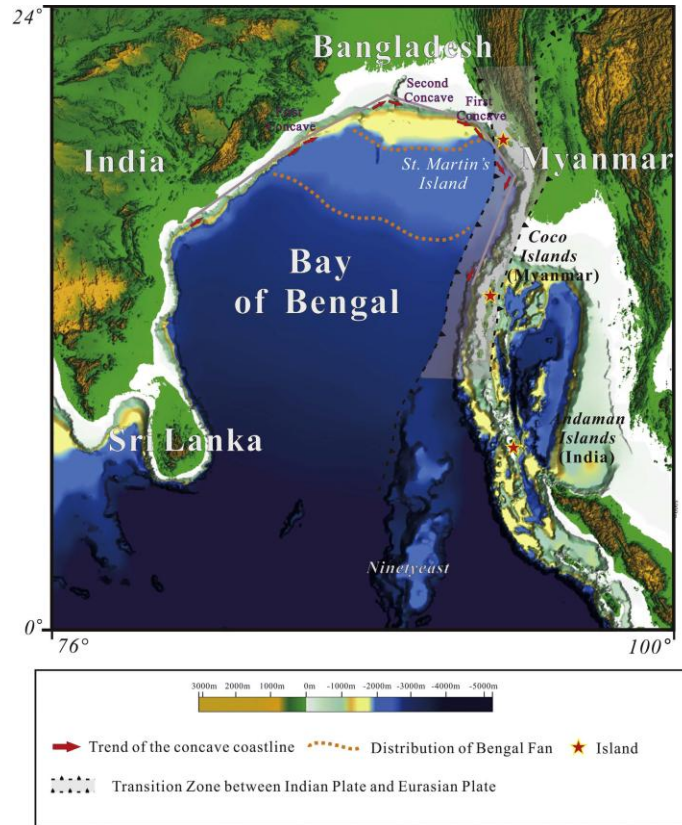 24°
Bangladesh
Second
Concave
First
Concave
Concave
India
Myanmar
St. Martin's
Island
Coco
Islands
(Myanmar)
Bay
of Bengal
Andaman
Islands
(India)
Sri Lanka
Ninetyeast
0°
76°
100°
3000m 2000m 1000m 0m -1000m -2000m -3000m -4000m -5000m
Trend of the concave coastline
Distribution of Bengal Fan
Island
Transition Zone between Indian Plate and Eurasian Plate